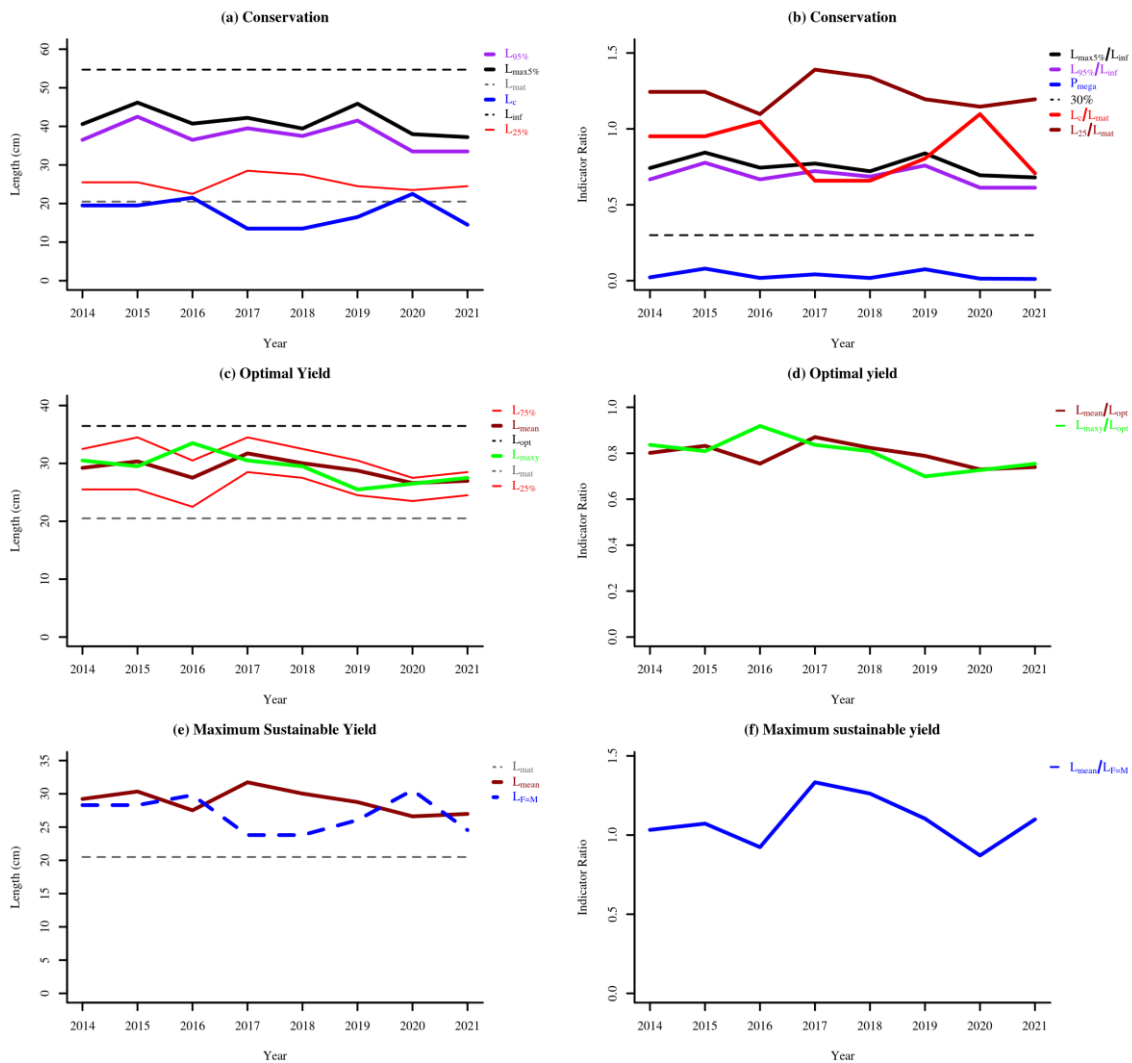 (a) Conservation
60
50
40
30
20
10
0
Length (cm)
2014 2015 2016 2017 2018 2019 2020 2021
Year
L95%
Lmax5%
Lmat
Lc
Linf
L25%
(b) Conservation
1.5
1.0
0.5
0.0
Indicator Ratio
2014 2015 2016 2017 2018 2019 2020 2021
Year
Lmax5%/Linf
L95%/Linf
Pmega
30%
Lc/Lmat
L25/Lmat
(c) Optimal Yield
40
30
20
10
0
Length (cm)
2014 2015 2016 2017 2018 2019 2020 2021
Year
L75%
Lmean
Lopt
Lmaxy
Lmat
L25%
(d) Optimal yield
1.0
0.8
0.6
0.4
0.2
0.0
Indicator Ratio
2014 2015 2016 2017 2018 2019 2020 2021
Year
Lmean/Lopt
Lmaxy/Lopt
(e) Maximum Sustainable Yield
35
30
25
20
15
10
5
0
Length (cm)
2014 2015 2016 2017 2018 2019 2020 2021
Year
Lmat
Lmean
LF=M
(f) Maximum sustainable yield
1.5
1.0
0.5
0.0
Indicator Ratio
2014 2015 2016 2017 2018 2019 2020 2021
Year
Lmean/LF=M